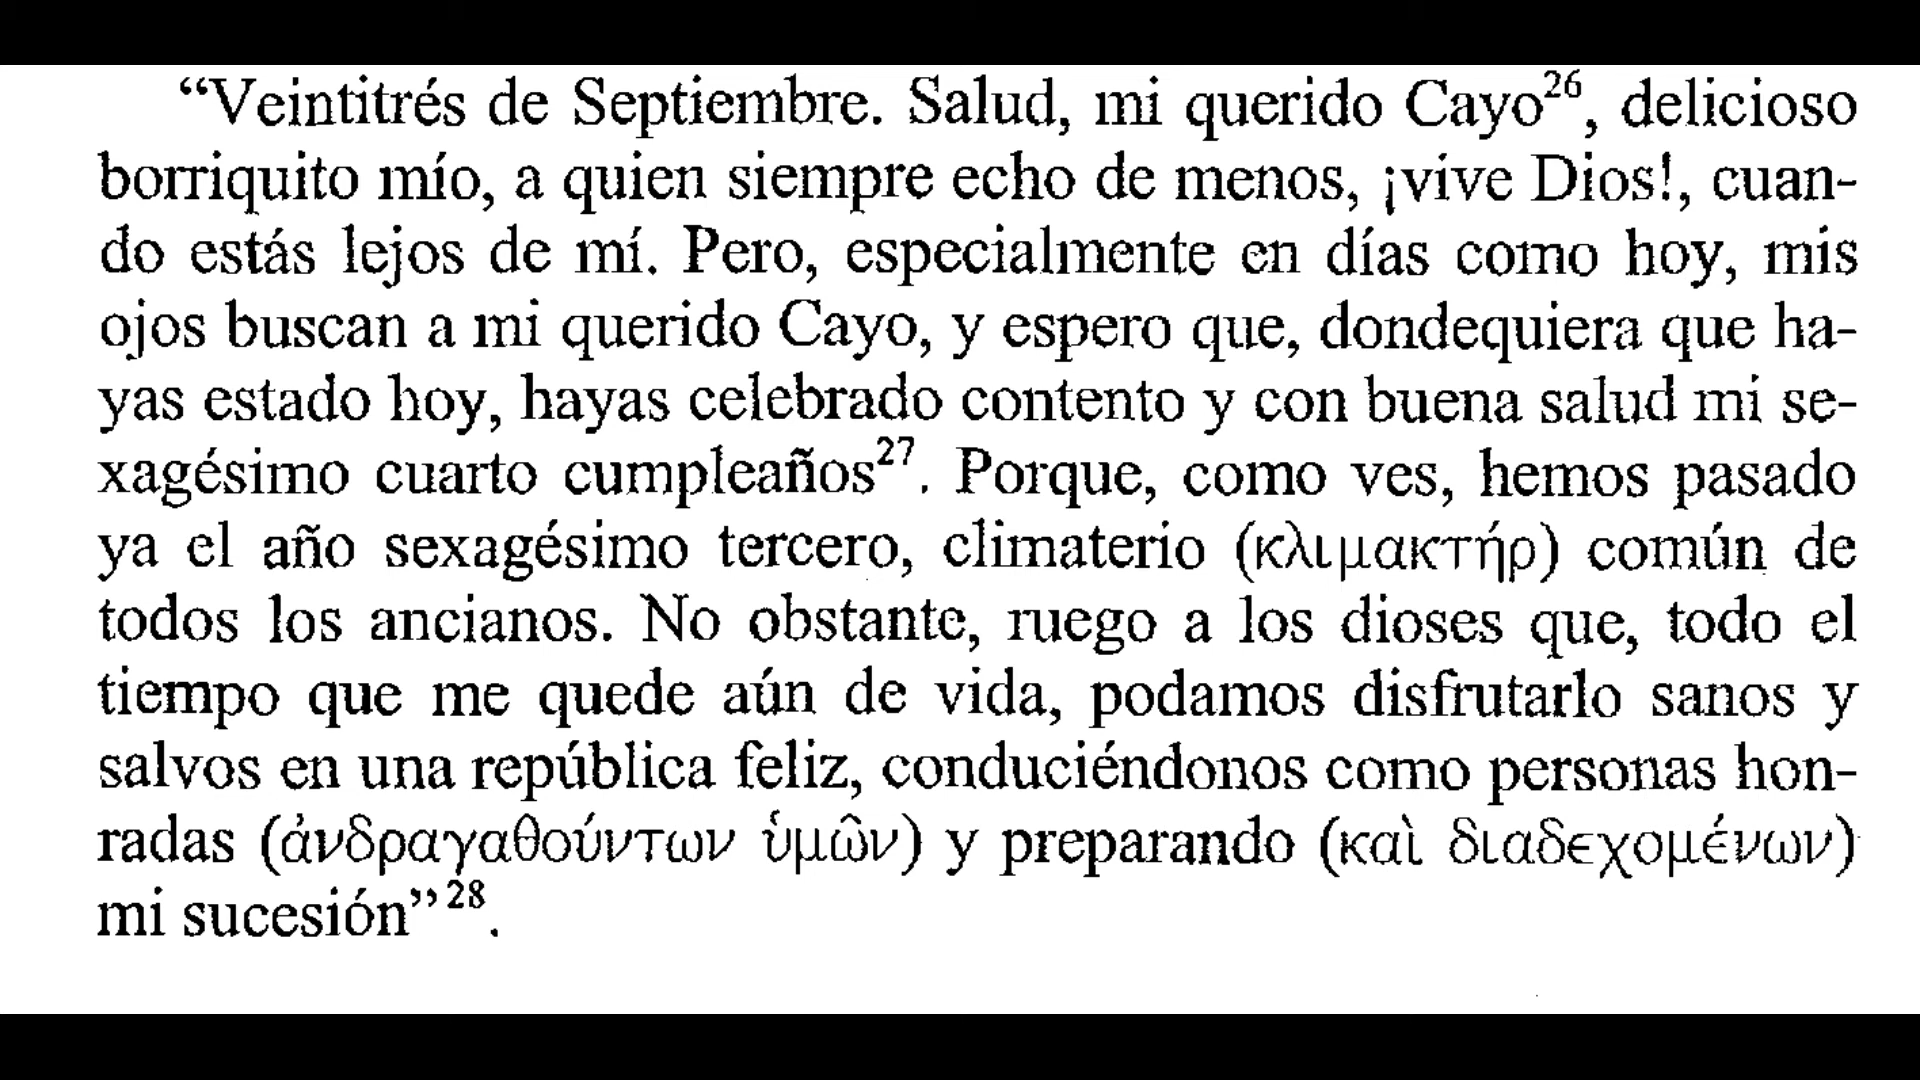 “Veintitrés de Septiembre. Salud, mi querido Cayo26, delicioso
borriquito mío, a quien siempre echo de menos, ¡vive Dios!, cuan-
do estás lejos de mí. Pero, especialmente en días como hoy, mis
ojos buscan a mi querido Cayo, y espero que, dondequiera que ha-
yas estado hoy, hayas celebrado contento y con buena salud mi se-
xagésimo cuarto cumpleaños27. Porque, como ves, hemos pasado
ya el año sexagésimo tercero, climaterio (κλιμακτήρ) común de
todos los ancianos. No obstante, ruego a los dioses que, todo el
tiempo que me quede aún de vida, podamos disfrutarlo sanos y
salvos en una república feliz, conduciéndonos como personas hon-
radas (ἀνδραγαθούντων ὑμῶν) y preparando (καὶ διαδεχομένων)
mi sucesión”28.